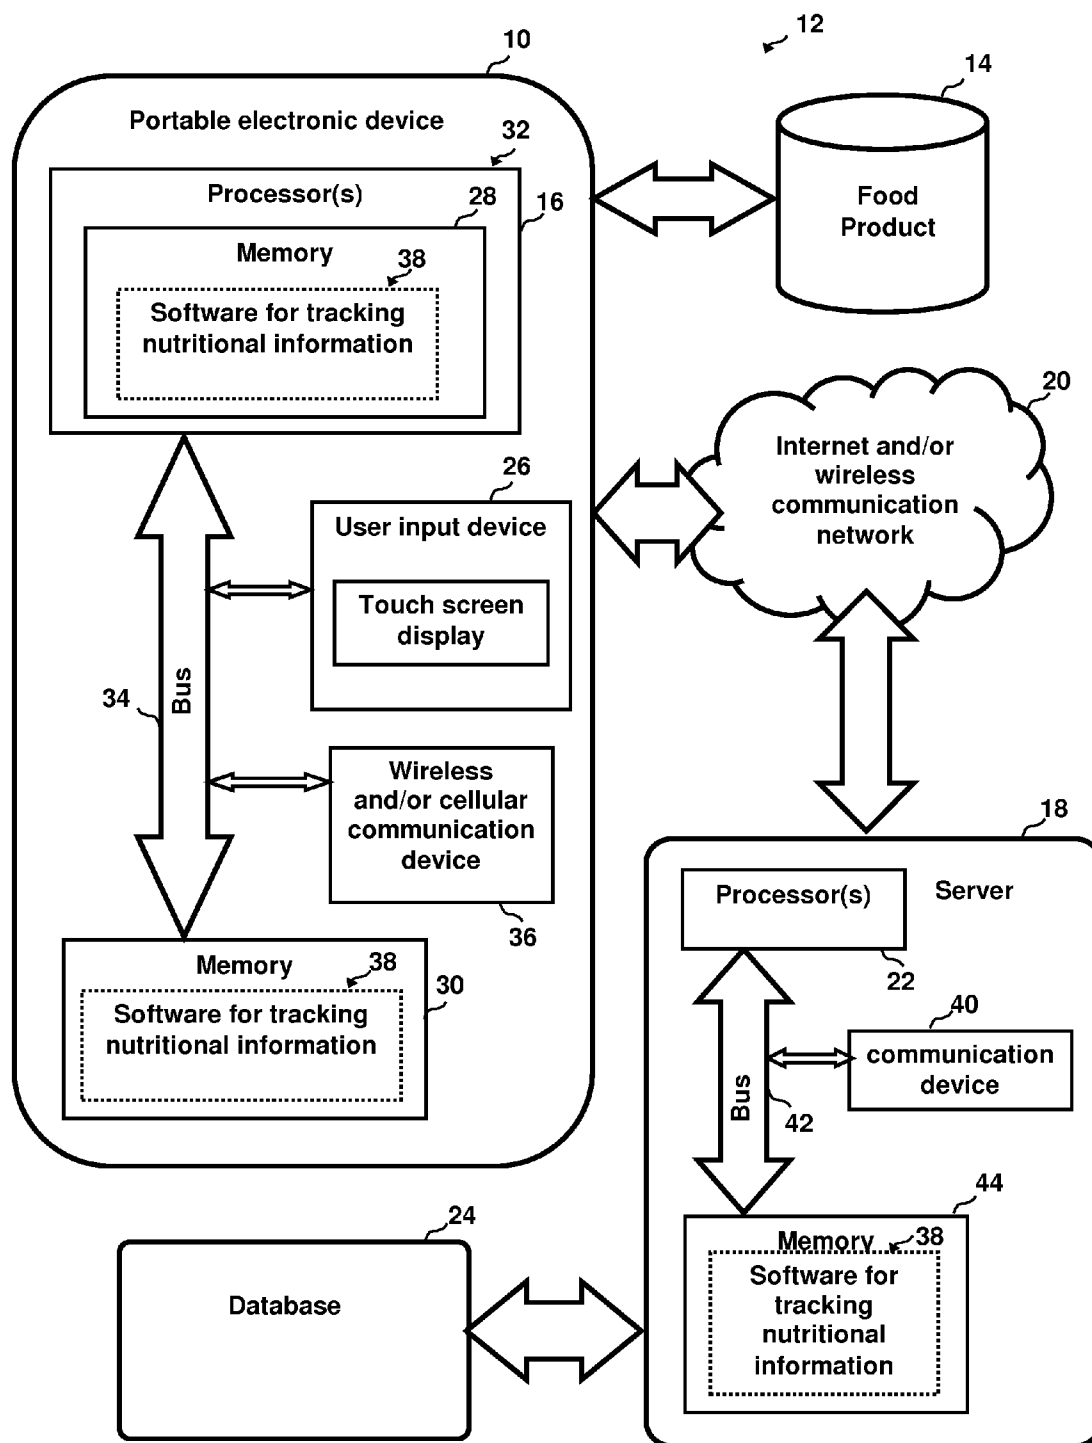 12
10
14
Portable electronic device
32
Processor(s)
28
16
Memory
38
Software for tracking
nutritional information
Food
Product
20
Internet and/or
wireless
communication
network
26
User input device
Touch screen
display
34
Bus
Wireless
and/or cellular
communication
device
36
Memory
38
30
Software for tracking
nutritional information
18
Processor(s)
Server
22
40
communication
device
Bus
42
44
Memory
38
Software for
tracking
nutritional
information
24
Database